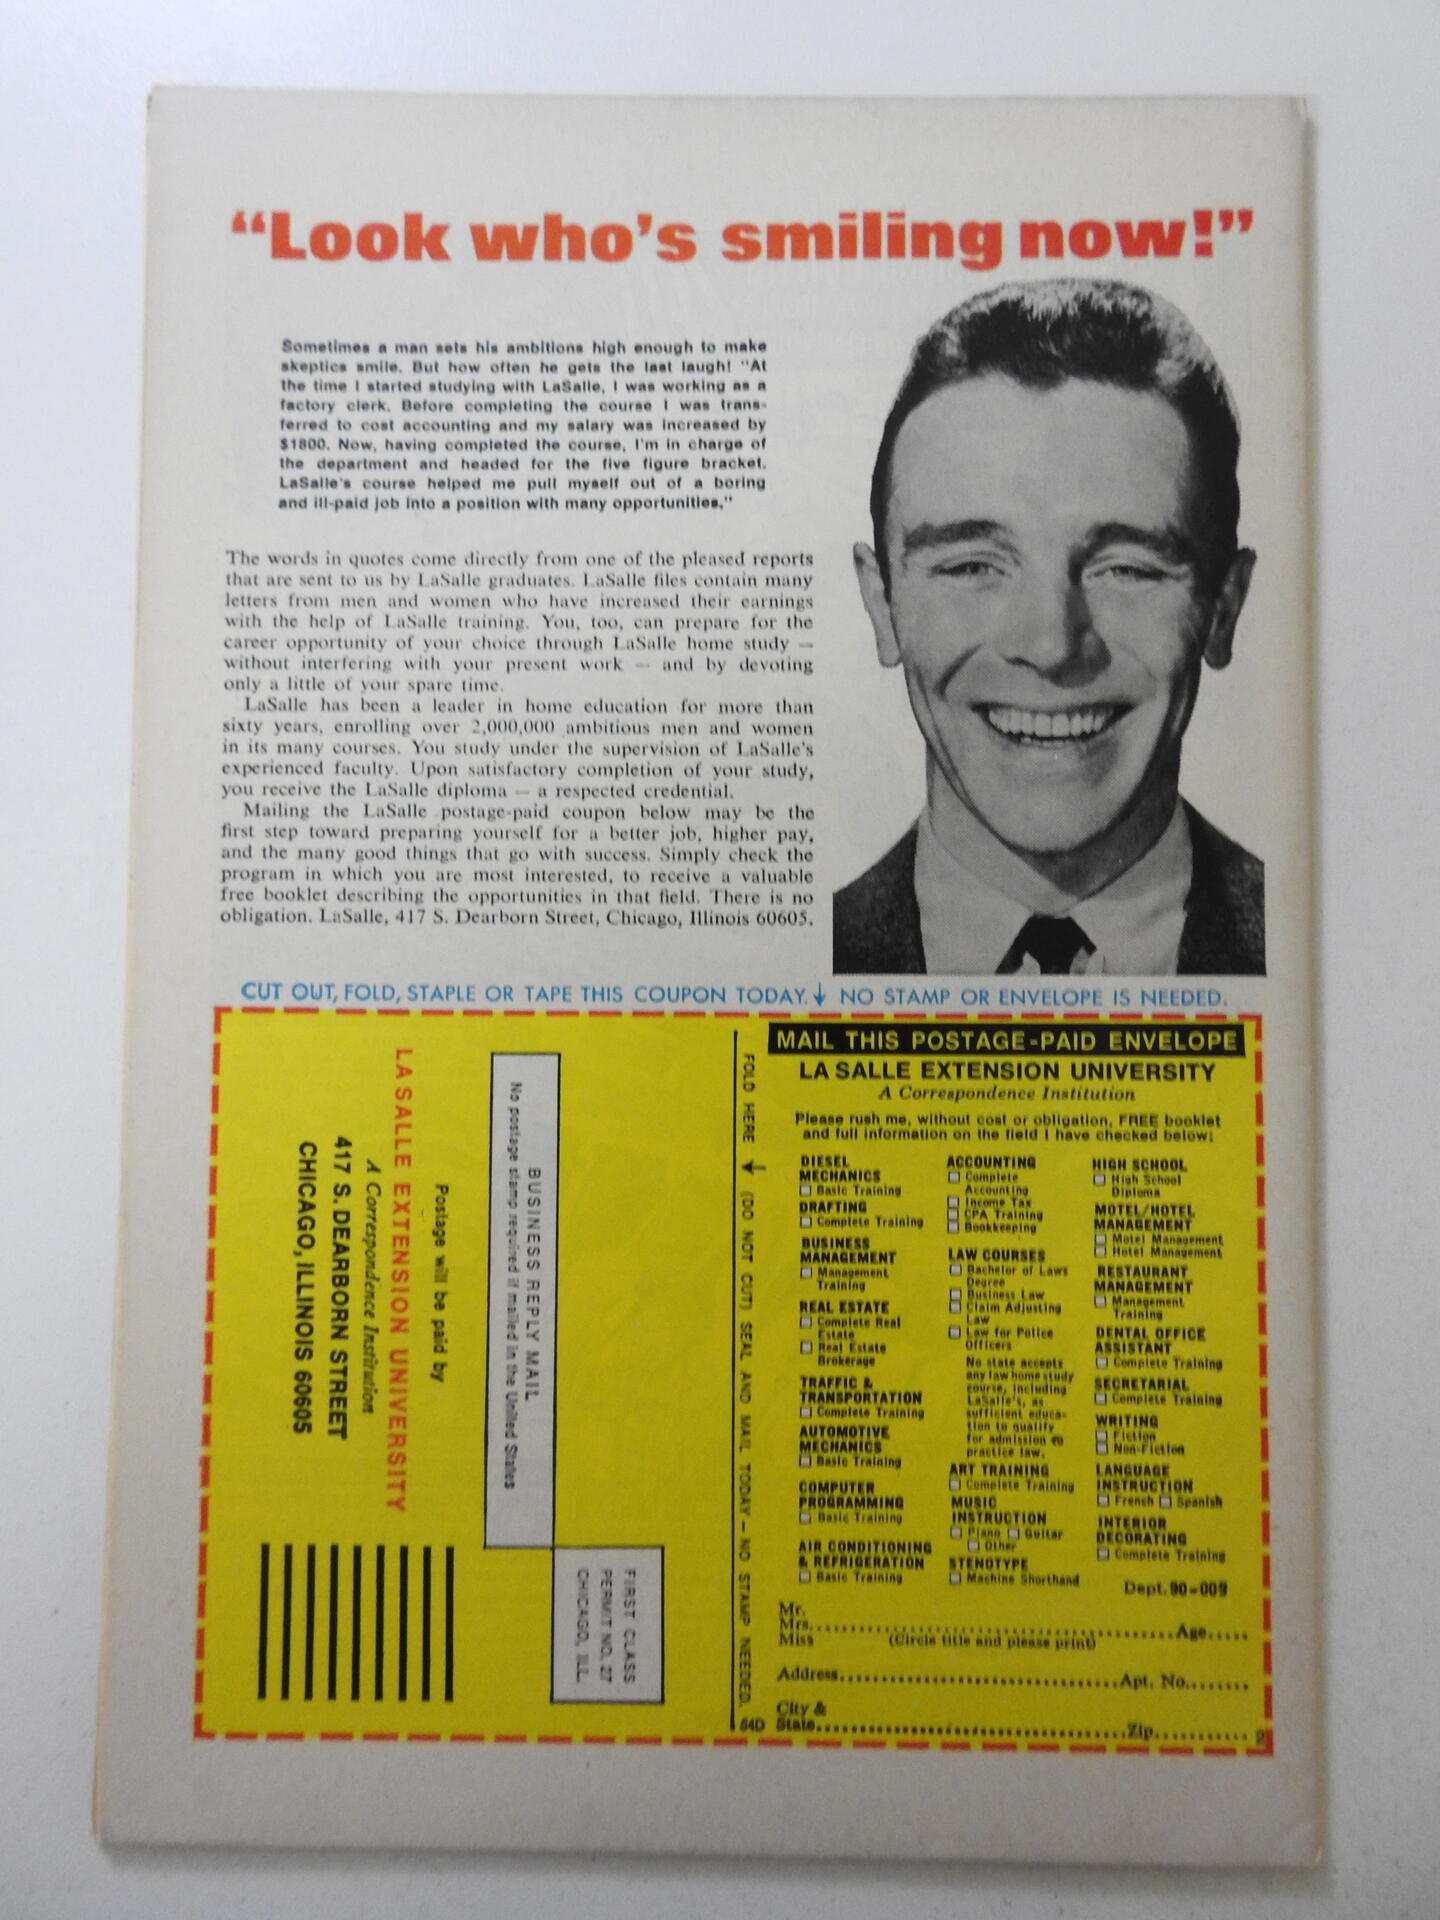 “Look who’s smiling now!”
Sometimes a man sets his ambitions high enough to make
skeptics smile. But how often he gets the last laugh! "At
the time I started studying with LaSalle, I was working as a
factory clerk. Before completing the course I was trans-
ferred to cost accounting and my salary was increased by
$1800. Now, having completed the course, I'm in charge of
the department and headed for the five figure bracket.
LaSalle's course helped me pull myself out of a boring
and ill-paid job into a position with many opportunities."
The words in quotes come directly from one of the pleased reports
that are sent to us by LaSalle graduates. LaSalle files contain many
letters from men and women who have increased their earnings
with the help of LaSalle training. You, too, can prepare for the
career opportunity of your choice through LaSalle home study —
without interfering with your present work — and by devoting
only a little of your spare time.
LaSalle has been a leader in home education for more than
sixty years, enrolling over 2,000,000 ambitious men and women
in its many courses. You study under the supervision of LaSalle's
experienced faculty. Upon satisfactory completion of your study,
you receive the LaSalle diploma — a respected credential.
Mailing the LaSalle postage-paid coupon below may be the
first step toward preparing yourself for a better job, higher pay,
and the many good things that go with success. Simply check the
program in which you are most interested, to receive a valuable
free booklet describing the opportunities in that field. There is no
obligation. LaSalle, 417 S. Dearborn Street, Chicago, Illinois 60605.
CUT OUT, FOLD, STAPLE OR TAPE THIS COUPON TODAY. NO STAMP OR ENVELOPE IS NEEDED.
FIRST CLASS
PERMIT NO. 27
CHICAGO, ILL.
BUSINESS REPLY MAIL
No postage stamp required if mailed in the United States
Postage will be paid by
LA SALLE EXTENSION UNIVERSITY
A Correspondence Institution
417 S. DEARBORN STREET
CHICAGO, ILLINOIS 60605
FOLD HERE (DO NOT CUT) SEAL AND MAIL TODAY — NO STAMP NEEDED.
54D
MAIL THIS POSTAGE-PAID ENVELOPE
LA SALLE EXTENSION UNIVERSITY
A Correspondence Institution
Please rush me, without cost or obligation, FREE booklet
and full information on the field I have checked below:
DIESEL
MECHANICS
Basic Training
DRAFTING
Complete Training
BUSINESS
MANAGEMENT
Management
Training
REAL ESTATE
Complete Real
Estate
Real Estate
Brokerage
TRAFFIC &
TRANSPORTATION
Complete Training
AUTOMOTIVE
MECHANICS
Basic Training
COMPUTER
PROGRAMMING
Basic Training
AIR CONDITIONING
& REFRIGERATION
Basic Training
ACCOUNTING
Complete
Accounting
Income Tax
CPA Training
Bookkeeping
LAW COURSES
Bachelor of Laws
Degree
Business Law
Claim Adjusting
Law
Law for Police
Officers
No state accepts
any law home study
course, including
LaSalle's, as
sufficient educa-
tion to qualify
for admission to
practice law.
ART TRAINING
Complete Training
MUSIC
INSTRUCTION
Piano Guitar
Other
STENOTYPE
Machine Shorthand
HIGH SCHOOL
High School
Diploma
MOTEL/HOTEL
MANAGEMENT
Motel Management
Hotel Management
RESTAURANT
MANAGEMENT
Management
Training
DENTAL OFFICE
ASSISTANT
Complete Training
SECRETARIAL
Complete Training
WRITING
Fiction
Non-Fiction
LANGUAGE
INSTRUCTION
French Spanish
INTERIOR
DECORATING
Complete Training
Dept. 90-009
Mr.
Mrs. Age
Miss (Circle title and please print)
Address Apt. No.
City &
State Zip 2